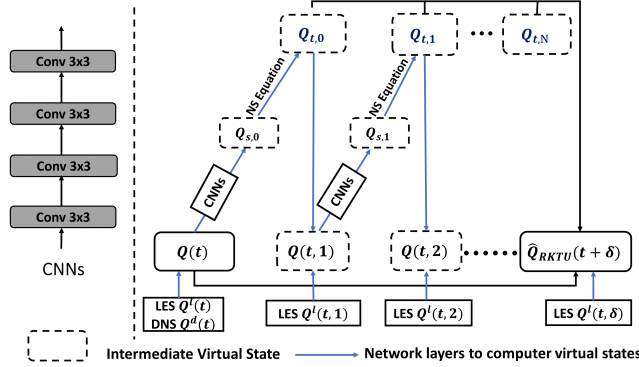 Conv 3x3
Conv 3x3
Conv 3x3
Conv 3x3
CNNs
Q_{t,0}
Q_{t,1}
Q_{t,N}
NS Equation
NS Equation
Q_{s,0}
Q_{s,1}
CNNs
CNNs
Q(t)
Q(t, 1)
Q(t, 2)
Q̂_{RKTU}(t + δ)
LES Q^l(t)
DNS Q^d(t)
LES Q^l(t, 1)
LES Q^l(t, 2)
LES Q^l(t, δ)
Intermediate Virtual State
Network layers to computer virtual states